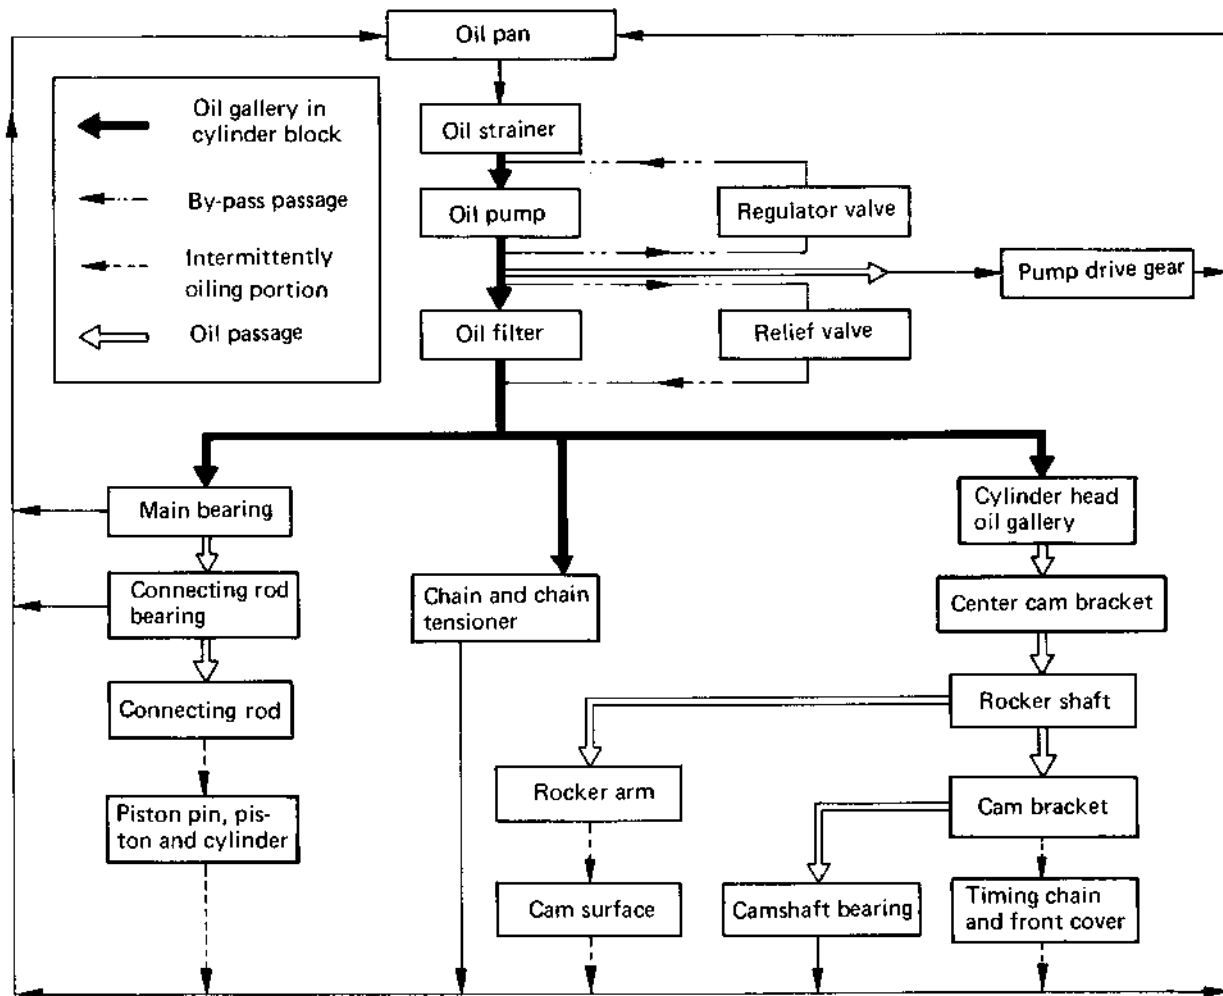 Oil pan
Oil gallery in
cylinder block
By-pass passage
Intermittently
oiling portion
Oil passage
Oil strainer
Oil pump
Regulator valve
Pump drive gear
Oil filter
Relief valve
Main bearing
Cylinder head
oil gallery
Connecting rod
bearing
Chain and chain
tensioner
Center cam bracket
Connecting rod
Rocker shaft
Rocker arm
Cam bracket
Piston pin, pis-
ton and cylinder
Cam surface
Camshaft bearing
Timing chain
and front cover